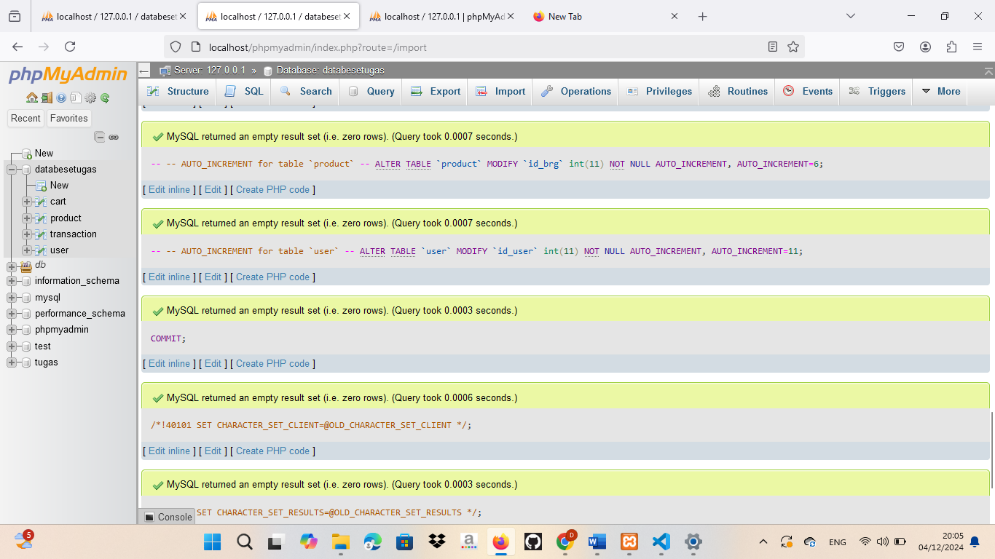 localhost / 127.0.0.1 / databeset
localhost / 127.0.0.1 / databeset
localhost / 127.0.0.1 | phpMyAd
New Tab
localhost/phpmyadmin/index.php?route=/import
phpMyAdmin
Recent
Favorites
New
databesetugas
New
cart
product
transaction
user
db
information_schema
mysql
performance_schema
phpmyadmin
test
tugas
Server: 127.0.0.1 » Database: databesetugas
Structure
SQL
Search
Query
Export
Import
Operations
Privileges
Routines
Events
Triggers
More
MySQL returned an empty result set (i.e. zero rows). (Query took 0.0007 seconds.)
-- -- AUTO_INCREMENT for table `product` -- ALTER TABLE `product` MODIFY `id_brg` int(11) NOT NULL AUTO_INCREMENT, AUTO_INCREMENT=6;
[ Edit inline ] [ Edit ] [ Create PHP code ]
MySQL returned an empty result set (i.e. zero rows). (Query took 0.0007 seconds.)
-- -- AUTO_INCREMENT for table `user` -- ALTER TABLE `user` MODIFY `id_user` int(11) NOT NULL AUTO_INCREMENT, AUTO_INCREMENT=11;
[ Edit inline ] [ Edit ] [ Create PHP code ]
MySQL returned an empty result set (i.e. zero rows). (Query took 0.0003 seconds.)
COMMIT;
[ Edit inline ] [ Edit ] [ Create PHP code ]
MySQL returned an empty result set (i.e. zero rows). (Query took 0.0006 seconds.)
/*!40101 SET CHARACTER_SET_CLIENT=@OLD_CHARACTER_SET_CLIENT */;
[ Edit inline ] [ Edit ] [ Create PHP code ]
MySQL returned an empty result set (i.e. zero rows). (Query took 0.0003 seconds.)
SET CHARACTER_SET_RESULTS=@OLD_CHARACTER_SET_RESULTS */;
Console
5
ENG
20:05
04/12/2024